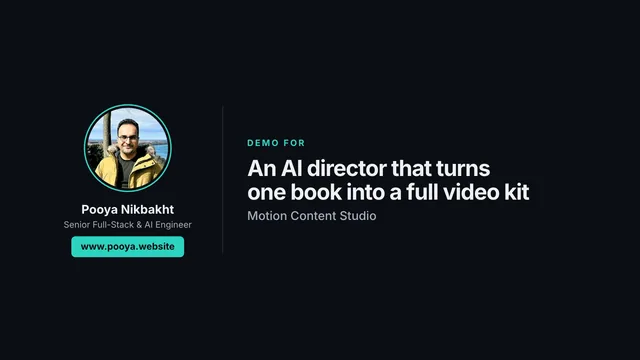 Pooya Nikbakht
Senior Full-Stack & AI Engineer
www.pooya.website
DEMO FOR
An AI director that turns
one book into a full video kit
Motion Content Studio